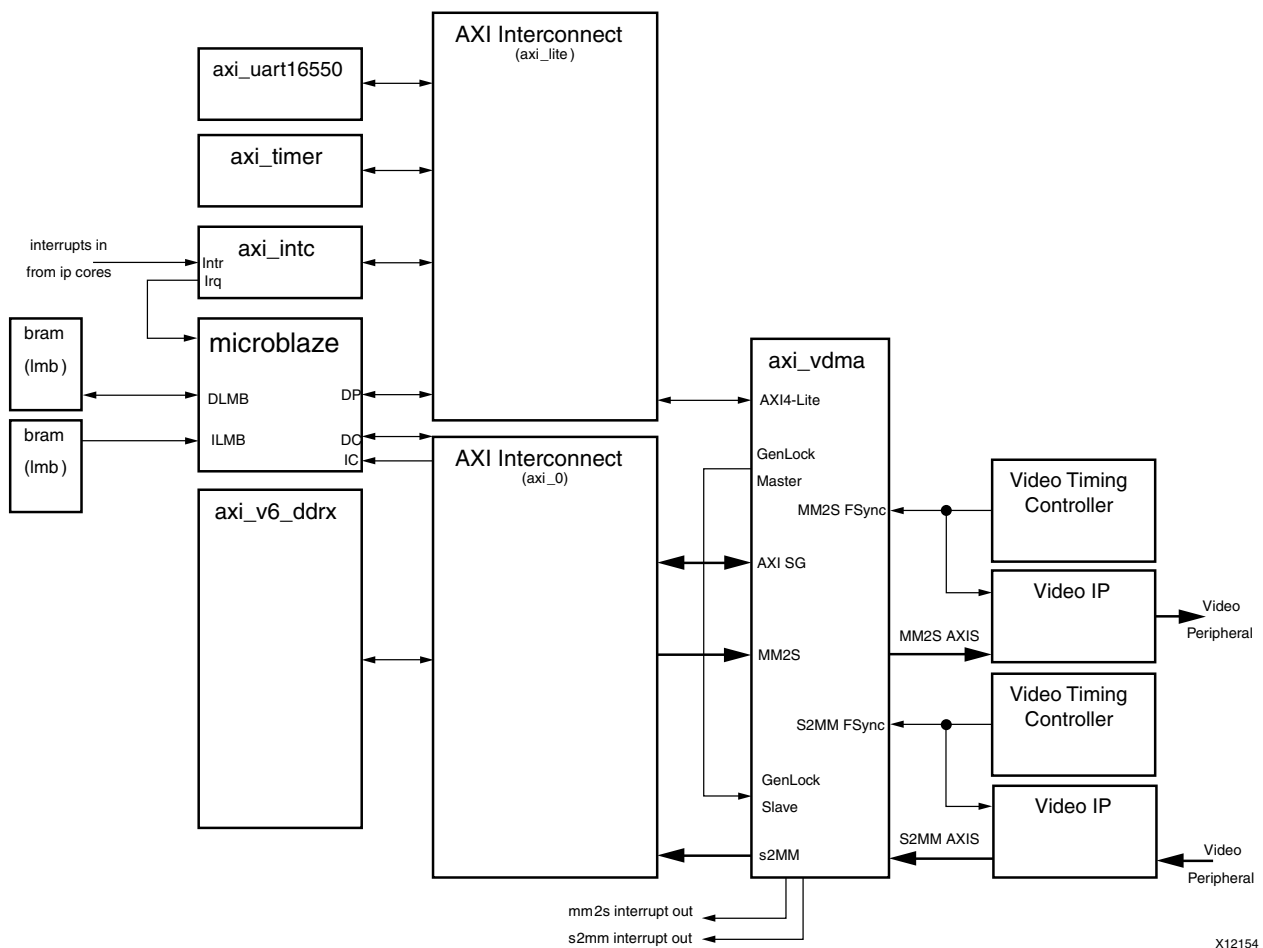 AXI Interconnect
(axi_lite)
axi_uart16550
axi_timer
interrupts in
from ip cores
axi_intc
Intr
Irq
bram
(lmb)
microblaze
DLMB
DP
ILMB
DC
IC
bram
(lmb)
AXI Interconnect
(axi_0)
axi_v6_ddrx
axi_vdma
AXI4-Lite
GenLock
Master
MM2S FSync
AXI SG
MM2S
S2MM FSync
GenLock
Slave
s2MM
Video Timing
Controller
Video IP
Video
Peripheral
MM2S AXIS
Video Timing
Controller
Video IP
S2MM AXIS
Video
Peripheral
mm2s interrupt out
s2mm interrupt out
X12154